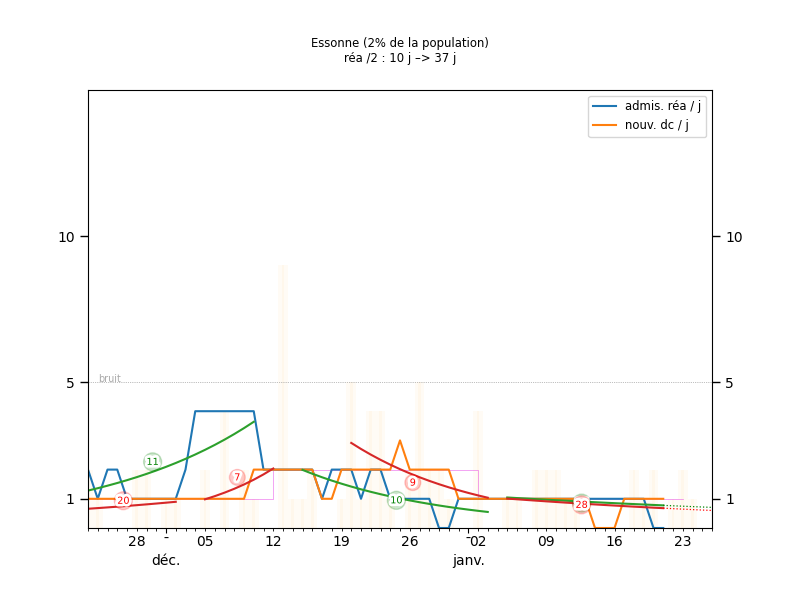 Essonne (2% de la population)
réa /2 : 10 j –> 37 j
admis. réa / j
nouv. dc / j
10 10
bruit
5 5
11
7
9
20
10
28
1 1
28 - 05 12 19 26 - 02 09 16 23
déc. janv.